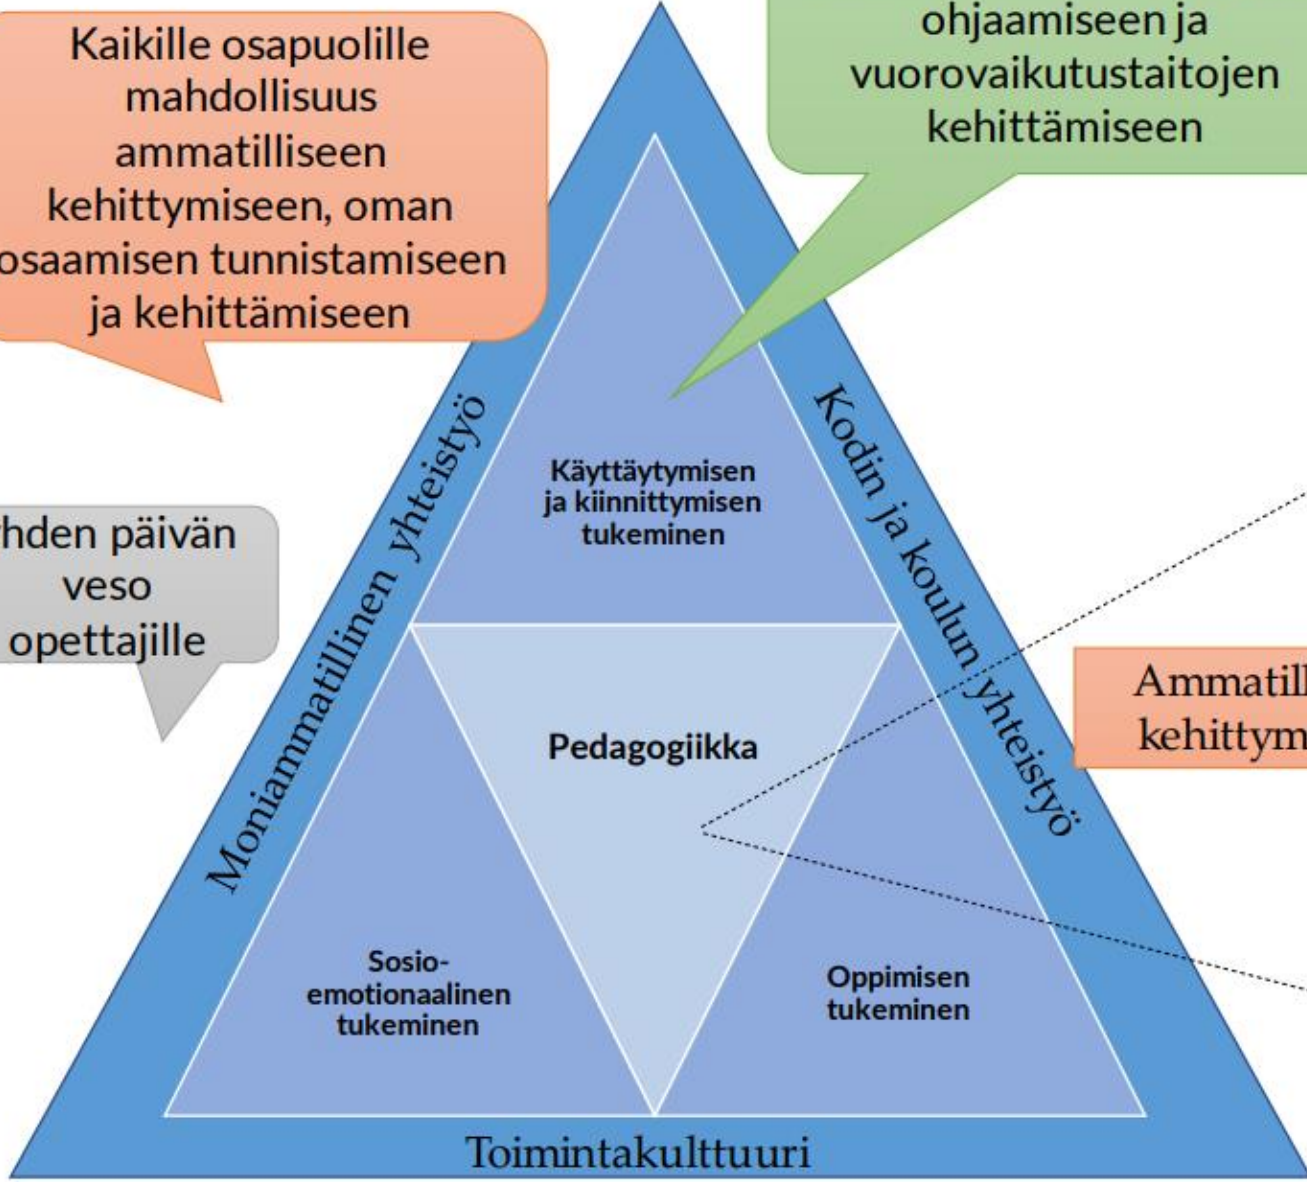 Kaikille osapuolille
mahdollisuus
ammatilliseen
kehittymiseen, oman
osaamisen tunnistamiseen
ja kehittämiseen
ohjaamiseen ja
vuorovaikutustaitojen
kehittämiseen
päivän
veso
opettajille
Moniammatillinen yhteistyö
Kodin ja koulun yhteistyö
Käyttäytymisen
ja kiinnittymisen
tukeminen
Pedagogiikka
Sosio-
emotionaalinen
tukeminen
Oppimisen
tukeminen
Toimintakulttuuri